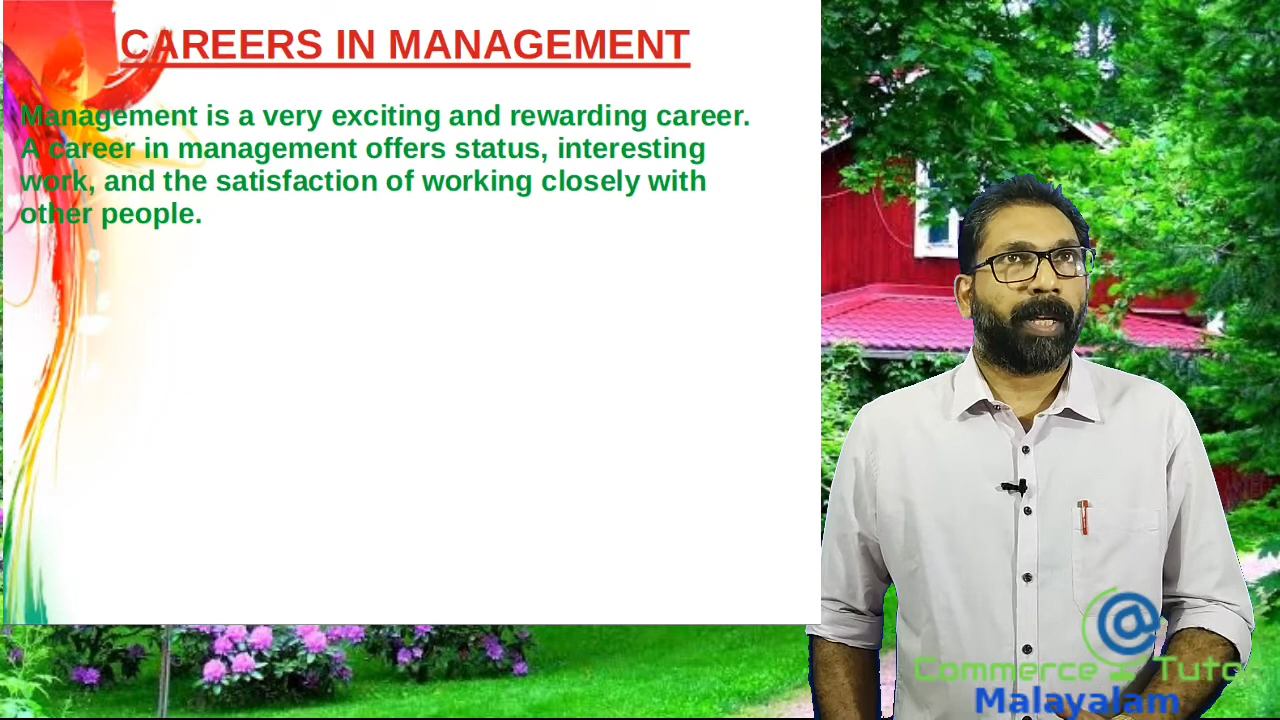 CAREERS IN MANAGEMENT
Management is a very exciting and rewarding career.
A career in management offers status, interesting
work, and the satisfaction of working closely with
other people.
Commerce Tutor
Malayalam